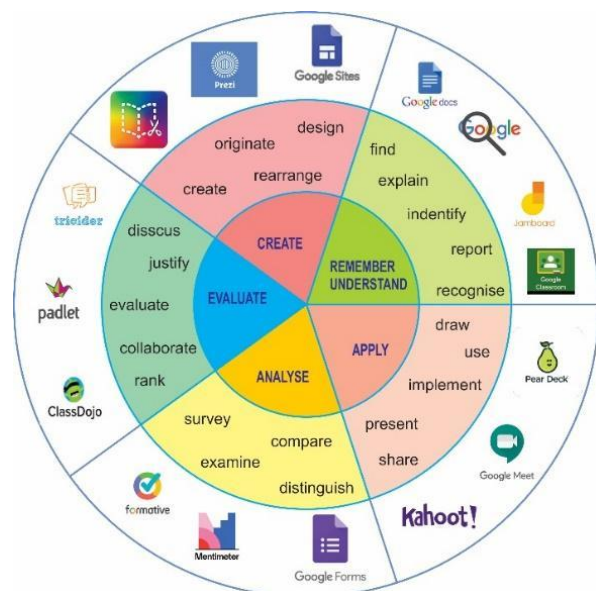 Prezi
Google Sites
Google docs
Google
Jamboard
Google
Classroom
tricider
padlet
ClassDojo
Pear Deck
Google Meet
Kahoot!
formative
Mentimeter
Google Forms
originate
design
create
rearrange
find
explain
indentify
report
recognise
disscus
justify
evaluate
collaborate
rank
draw
use
implement
present
share
survey
compare
examine
distinguish
CREATE
REMEMBER
UNDERSTAND
EVALUATE
APPLY
ANALYSE